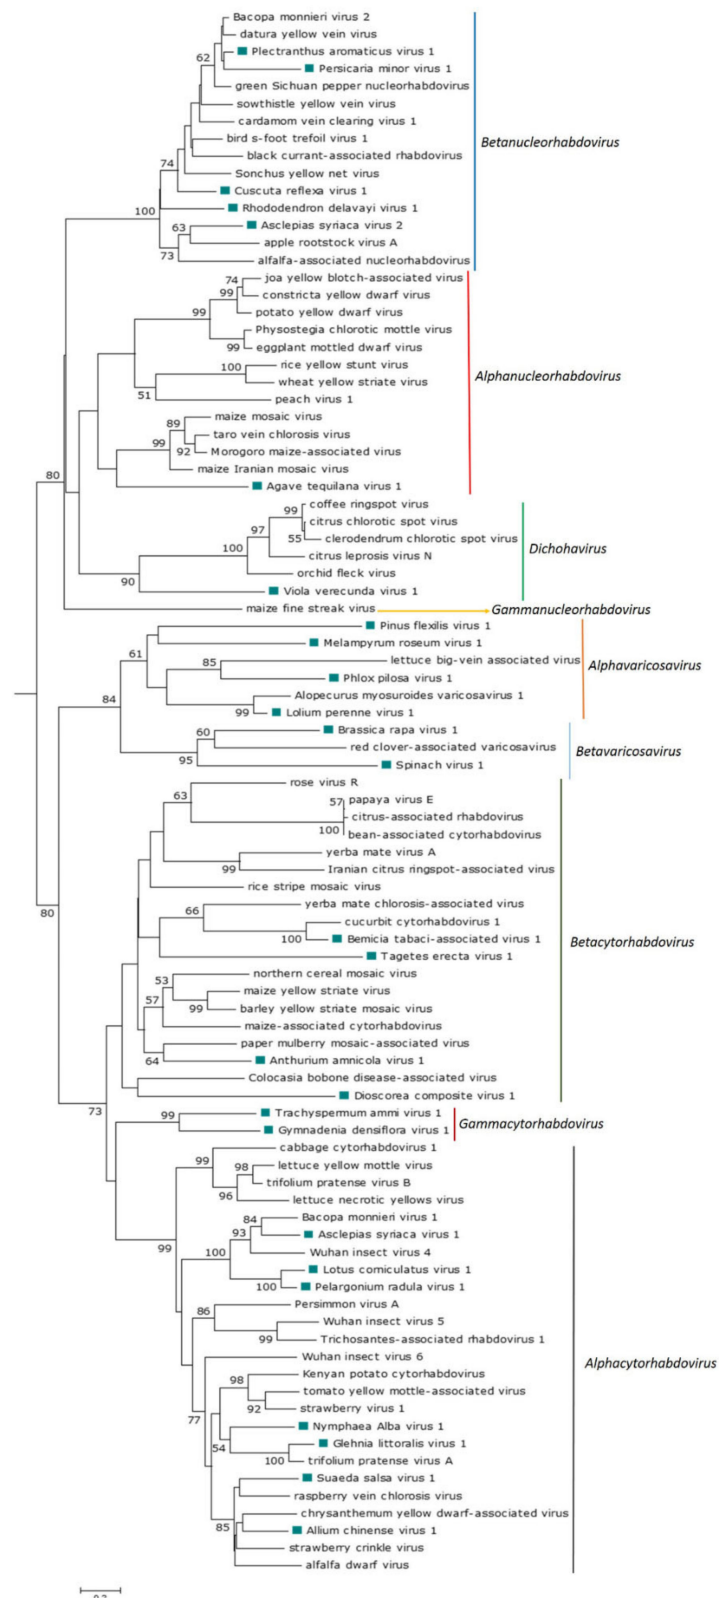 Bacopa monnieri virus 2
datura yellow vein virus
Plectranthus aromaticus virus 1
62
Persicaria minor virus 1
green Sichuan pepper nucleorhabdovirus
sowthistle yellow vein virus
cardamom vein clearing virus 1
bird s-foot trefoil virus 1
Betanucleorhabdovirus
black currant-associated rhabdovirus
74
Sonchus yellow net virus
Cuscuta reflexa virus 1
100
Rhododendron delavayi virus 1
63
Asclepias syriaca virus 2
apple rootstock virus A
73
alfalfa-associated nucleorhabdovirus
74
joa yellow blotch-associated virus
99
constricta yellow dwarf virus
99
potato yellow dwarf virus
Physostegia chlorotic mottle virus
99
eggplant mottled dwarf virus
100
rice yellow stunt virus
Alphanucleorhabdovirus
wheat yellow striate virus
51
peach virus 1
89
maize mosaic virus
taro vein chlorosis virus
99
92
Morogoro maize-associated virus
maize Iranian mosaic virus
80
Agave tequilana virus 1
99
coffee ringspot virus
97
citrus chlorotic spot virus
55
clerodendrum chlorotic spot virus
100
citrus leprosis virus N
Dichohavirus
orchid fleck virus
90
Viola verecunda virus 1
maize fine streak virus
Gammanucleorhabdovirus
Pinus flexilis virus 1
61
Melampyrum roseum virus 1
85
lettuce big-vein associated virus
Alphavaricosavirus
Phlox pilosa virus 1
84
Alopecurus myosuroides varicosavirus 1
99
Lolium perenne virus 1
60
Brassica rapa virus 1
red clover-associated varicosavirus
Betavaricosavirus
95
Spinach virus 1
rose virus R
63
57
papaya virus E
citrus-associated rhabdovirus
100
bean-associated cytorhabdovirus
yerba mate virus A
99
Iranian citrus ringspot-associated virus
rice stripe mosaic virus
80
66
yerba mate chlorosis-associated virus
cucurbit cytorhabdovirus 1
Betacytorhabdovirus
100
Bemicia tabaci-associated virus 1
Tagetes erecta virus 1
53
northern cereal mosaic virus
57
maize yellow striate virus
99
barley yellow striate mosaic virus
maize-associated cytorhabdovirus
paper mulberry mosaic-associated virus
64
Anthurium amnicola virus 1
Colocasia bobone disease-associated virus
Dioscorea composite virus 1
73
99
Trachyspermum ammi virus 1
Gammacytorhabdovirus
Gymnadenia densiflora virus 1
99
cabbage cytorhabdovirus 1
98
lettuce yellow mottle virus
trifolium pratense virus B
96
lettuce necrotic yellows virus
84
Bacopa monnieri virus 1
93
Asclepias syriaca virus 1
99
100
Wuhan insect virus 4
Lotus corniculatus virus 1
100
Pelargonium radula virus 1
86
Persimmon virus A
Wuhan insect virus 5
99
Trichosantes-associated rhabdovirus 1
Wuhan insect virus 6
Alphacytorhabdovirus
98
Kenyan potato cytorhabdovirus
tomato yellow mottle-associated virus
77
92
strawberry virus 1
Nymphaea Alba virus 1
54
Glehnia littoralis virus 1
100
trifolium pratense virus A
Suaeda salsa virus 1
raspberry vein chlorosis virus
chrysanthemum yellow dwarf-associated virus
85
Allium chinense virus 1
strawberry crinkle virus
alfalfa dwarf virus